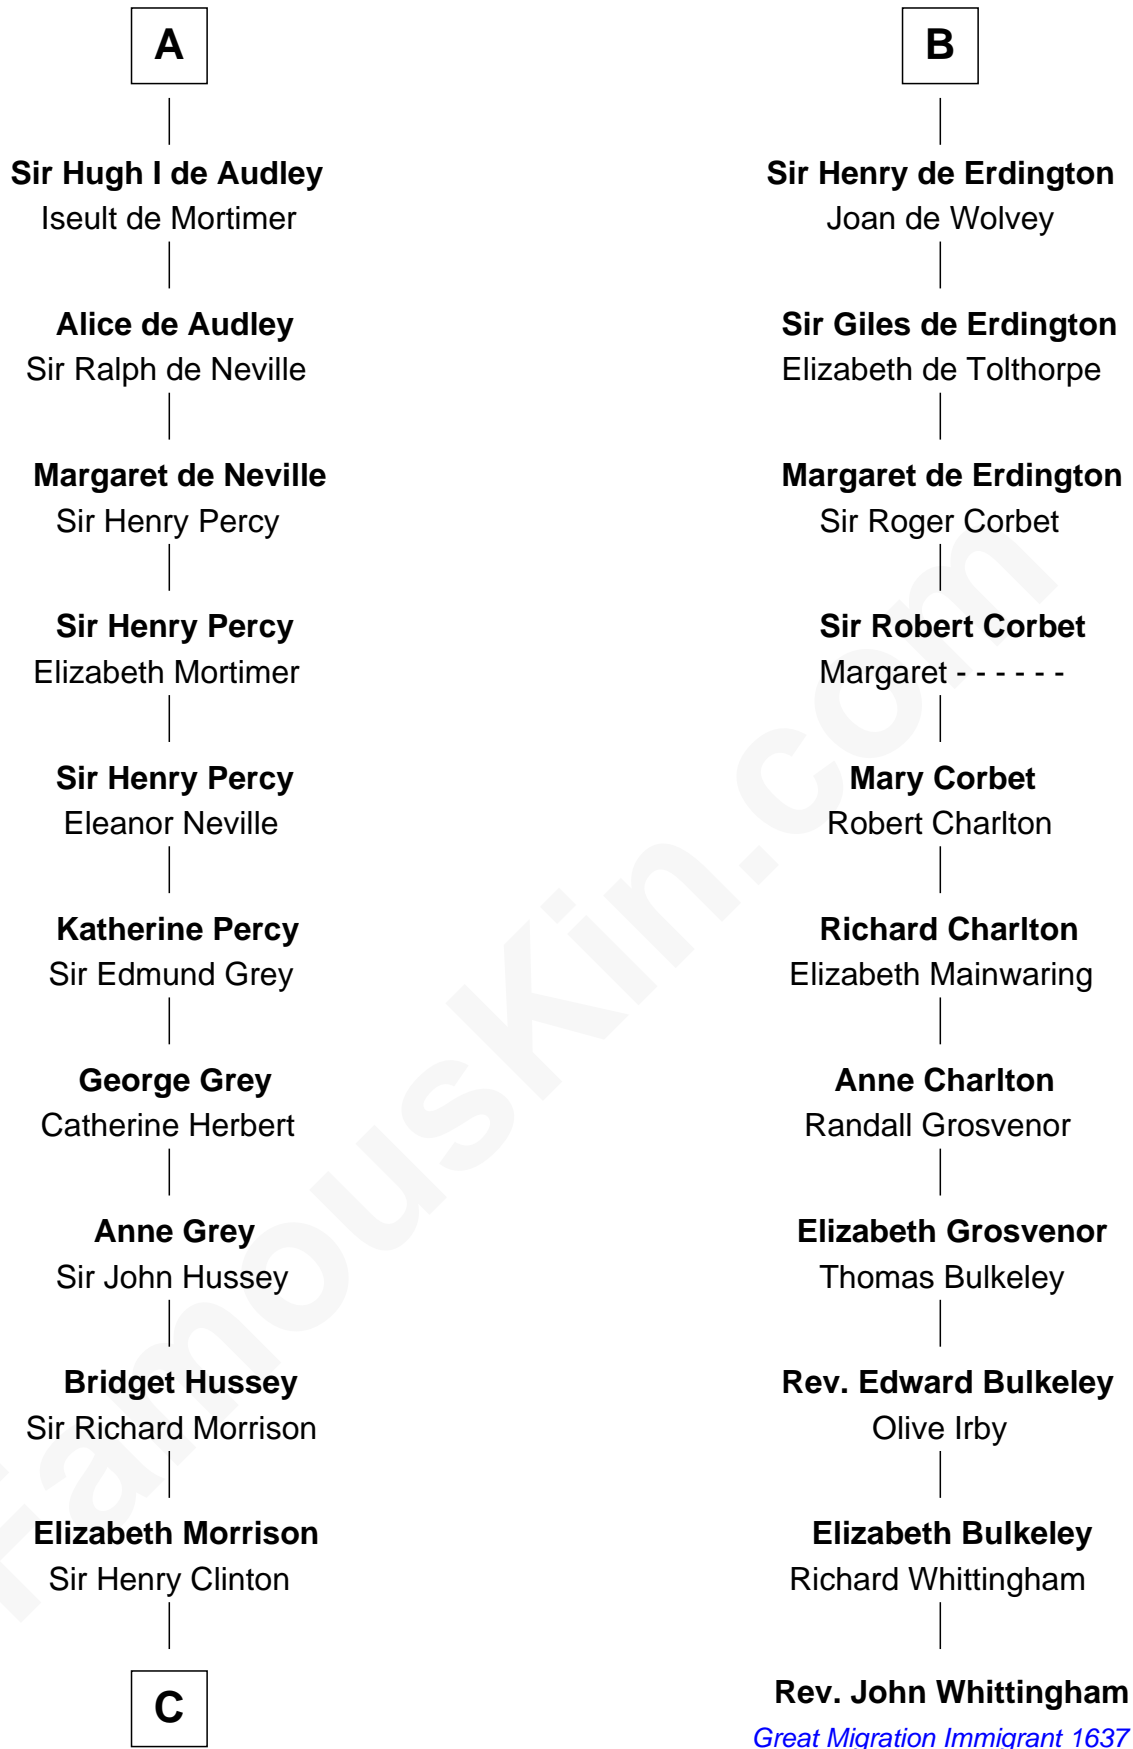 A
Sir Hugh I de Audley
Iseult de Mortimer
Alice de Audley
Sir Ralph de Neville
Margaret de Neville
Sir Henry Percy
Sir Henry Percy
Elizabeth Mortimer
Sir Henry Percy
Eleanor Neville
Katherine Percy
Sir Edmund Grey
George Grey
Catherine Herbert
Anne Grey
Sir John Hussey
Bridget Hussey
Sir Richard Morrison
Elizabeth Morrison
Sir Henry Clinton
C
B
Sir Henry de Erdington
Joan de Wolvey
Sir Giles de Erdington
Elizabeth de Tolthorpe
Margaret de Erdington
Sir Roger Corbet
Sir Robert Corbet
Margaret - - - - - -
Mary Corbet
Robert Charlton
Richard Charlton
Elizabeth Mainwaring
Anne Charlton
Randall Grosvenor
Elizabeth Grosvenor
Thomas Bulkeley
Rev. Edward Bulkeley
Olive Irby
Elizabeth Bulkeley
Richard Whittingham
Rev. John Whittingham
Great Migration Immigrant 1637
FamousKin.com